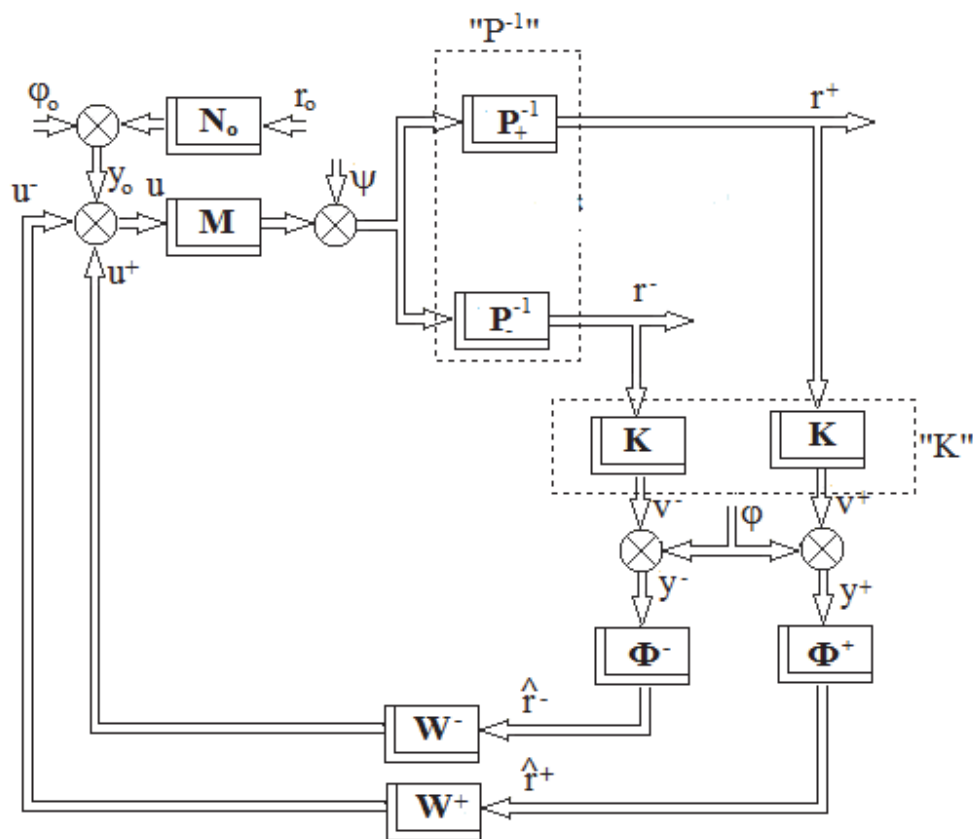 "P⁻¹"
φₒ
Nₒ
rₒ
P₊⁻¹
r⁺
u⁻
yₒ
u
M
ψ
u⁺
P₋⁻¹
r⁻
K
K
"K"
v⁻
φ
v⁺
y⁻
y⁺
Φ⁻
Φ⁺
r̂⁻
W⁻
r̂⁺
W⁺